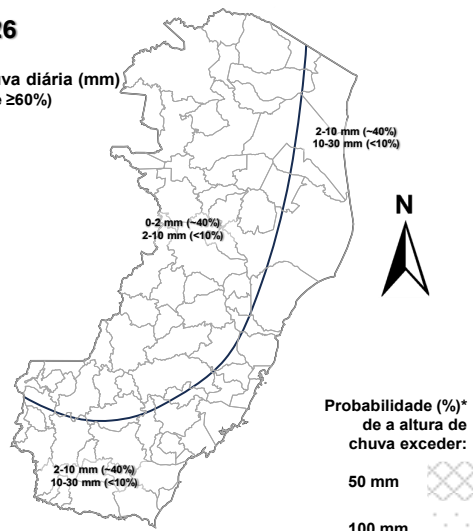 26
uva diária (mm)
e ≥60%)
2-10 mm (~40%)
10-30 mm (<10%)
0-2 mm (~40%)
2-10 mm (<10%)
N
Probabilidade (%)*
de a altura de
chuva exceder:
50 mm
2-10 mm (~40%)
10-30 mm (<10%)
100 mm